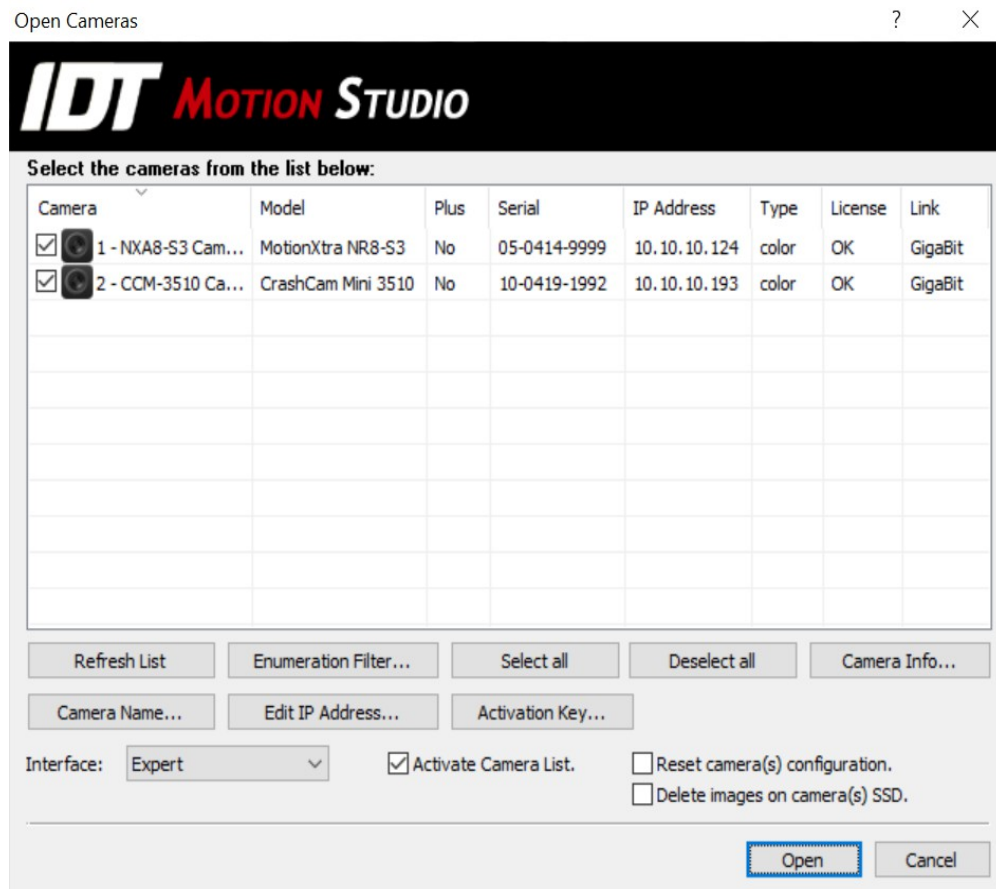 Open Cameras ?
IDT MOTION STUDIO
Select the cameras from the list below:
Camera Model Plus Serial IP Address Type License Link
1 - NXA8-S3 Cam... MotionXtra NR8-S3 No 05-0414-9999 10.10.10.124 color OK GigaBit
2 - CCM-3510 Ca... CrashCam Mini 3510 No 10-0419-1992 10.10.10.193 color OK GigaBit
Refresh List Enumeration Filter... Select all Deselect all Camera Info...
Camera Name... Edit IP Address... Activation Key...
Interface: Expert Activate Camera List. Reset camera(s) configuration.
Delete images on camera(s) SSD.
Open Cancel